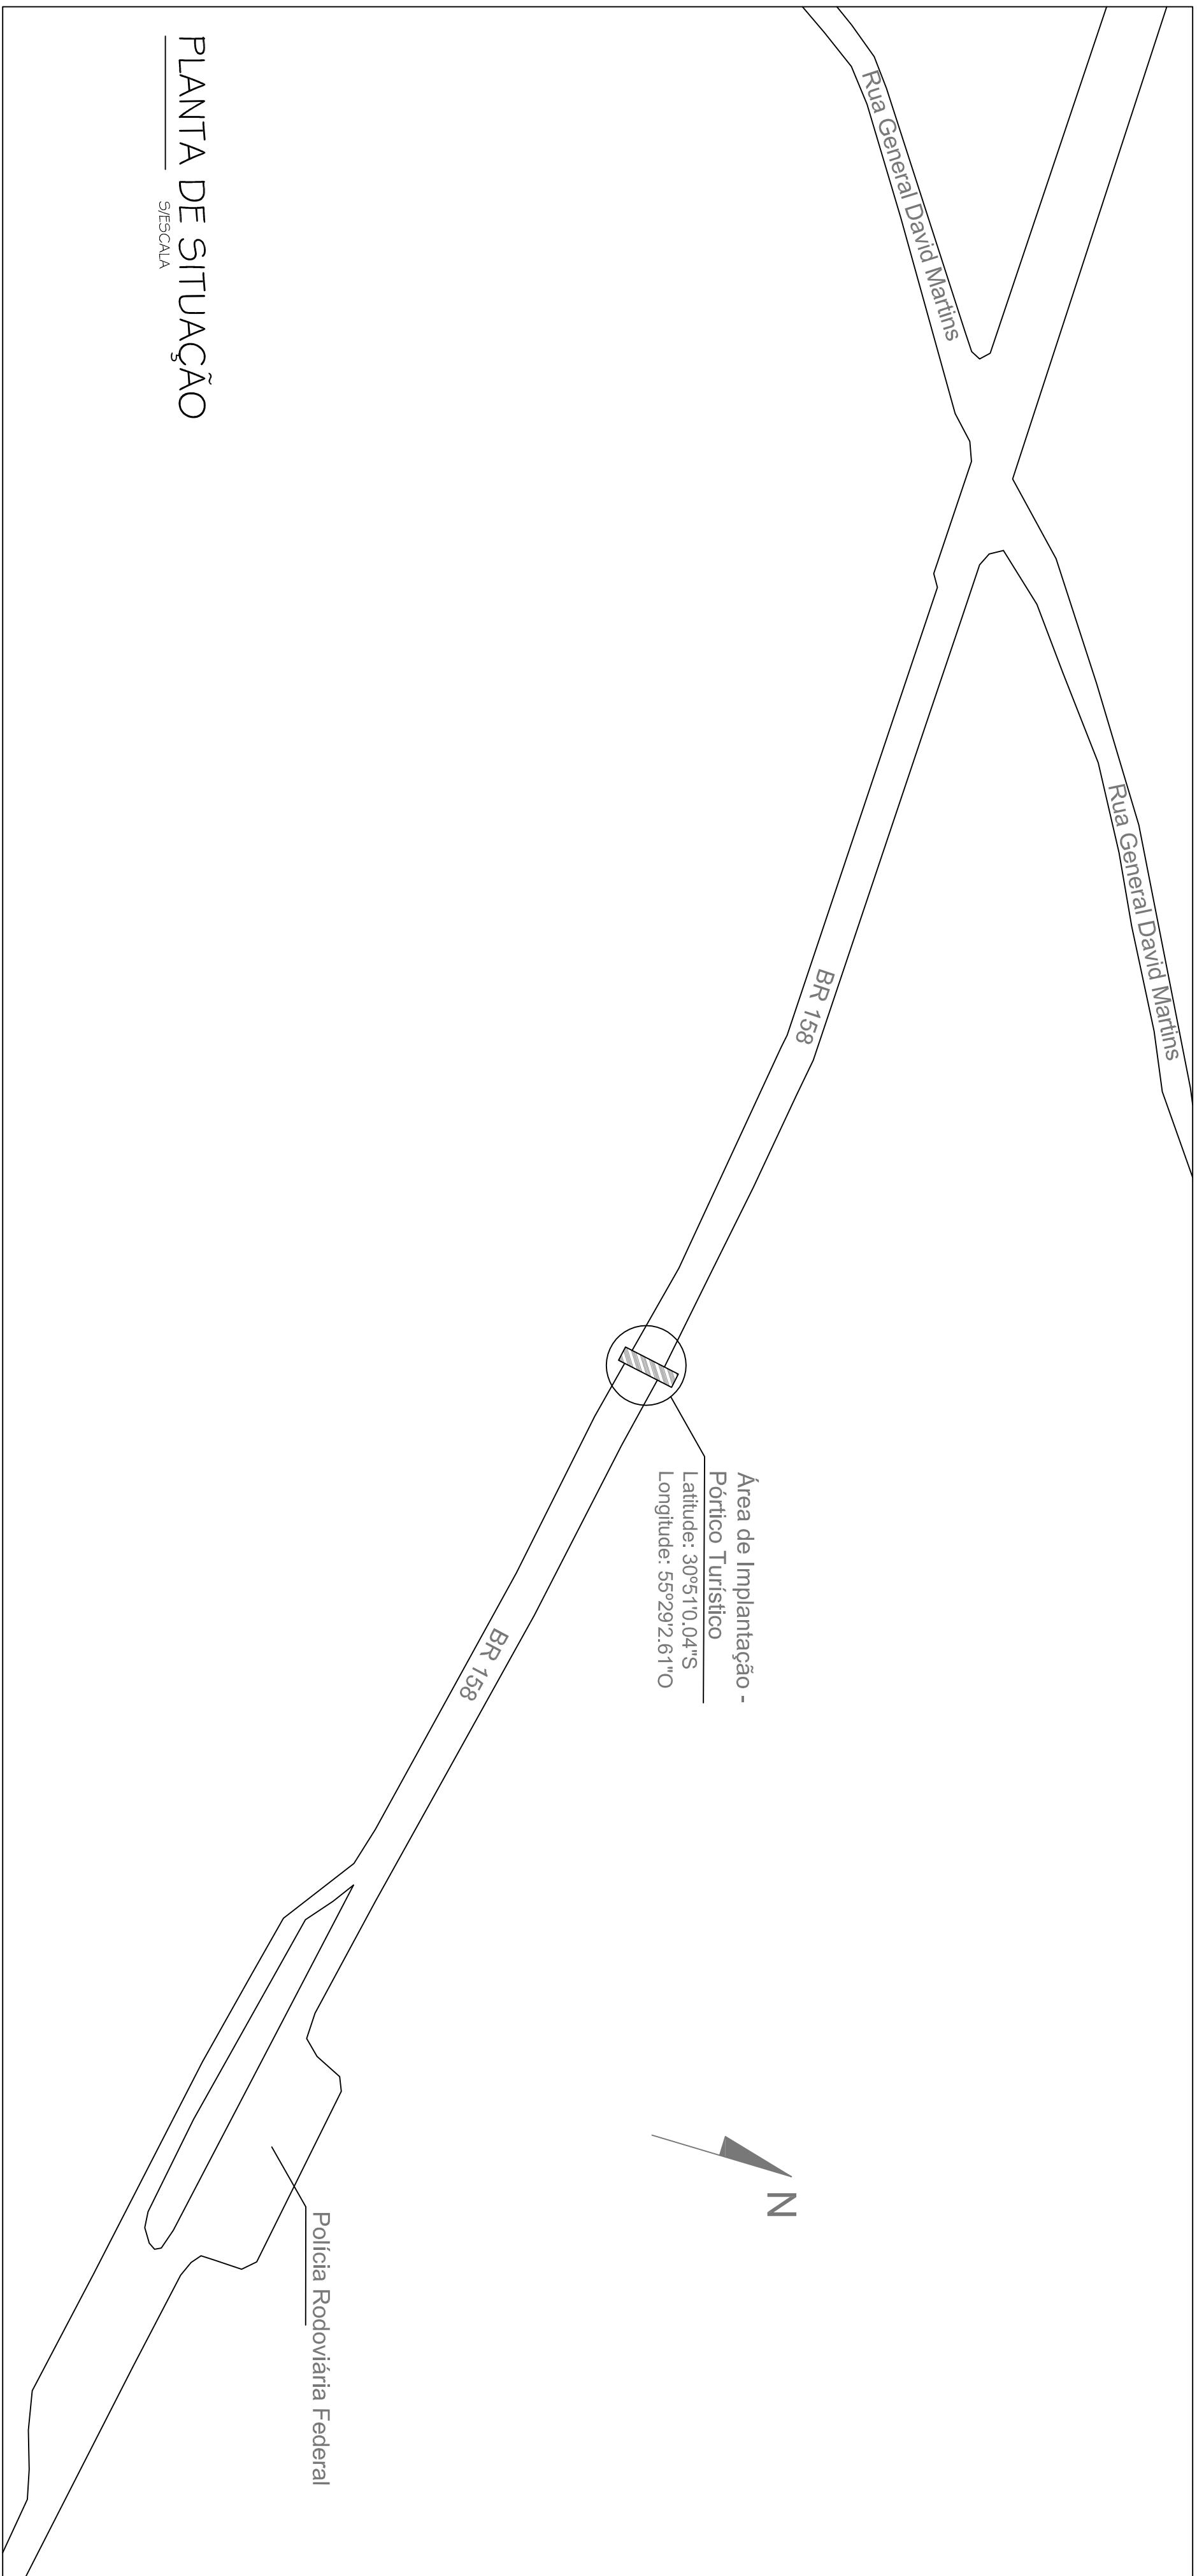 Rua General David Martins
Rua General David Martins
BR 158
Área de Implantação -
Pórtico Turístico
Latitude: 30°51'0.04"S
Longitude: 55°29'2.61"O
BR 158
N
Polícia Rodoviária Federal
PLANTA DE SITUAÇÃO
S/ESCALA